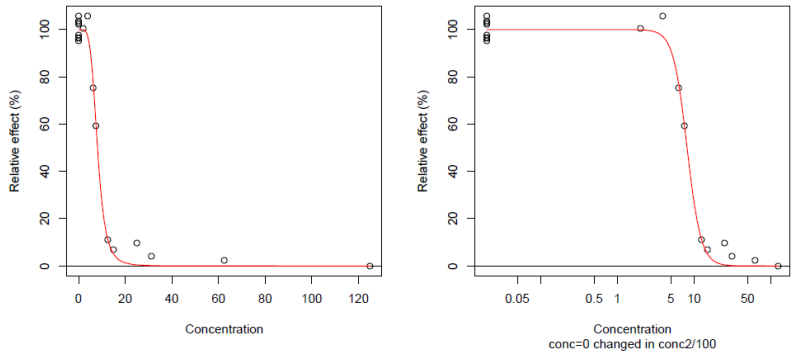 Relative effect (%)
100
80
60
40
20
0
0 20 40 60 80 100 120
Concentration
Relative effect (%)
100
80
60
40
20
0
0.05 0.5 1 5 10 50
Concentration
conc=0 changed in conc2/100